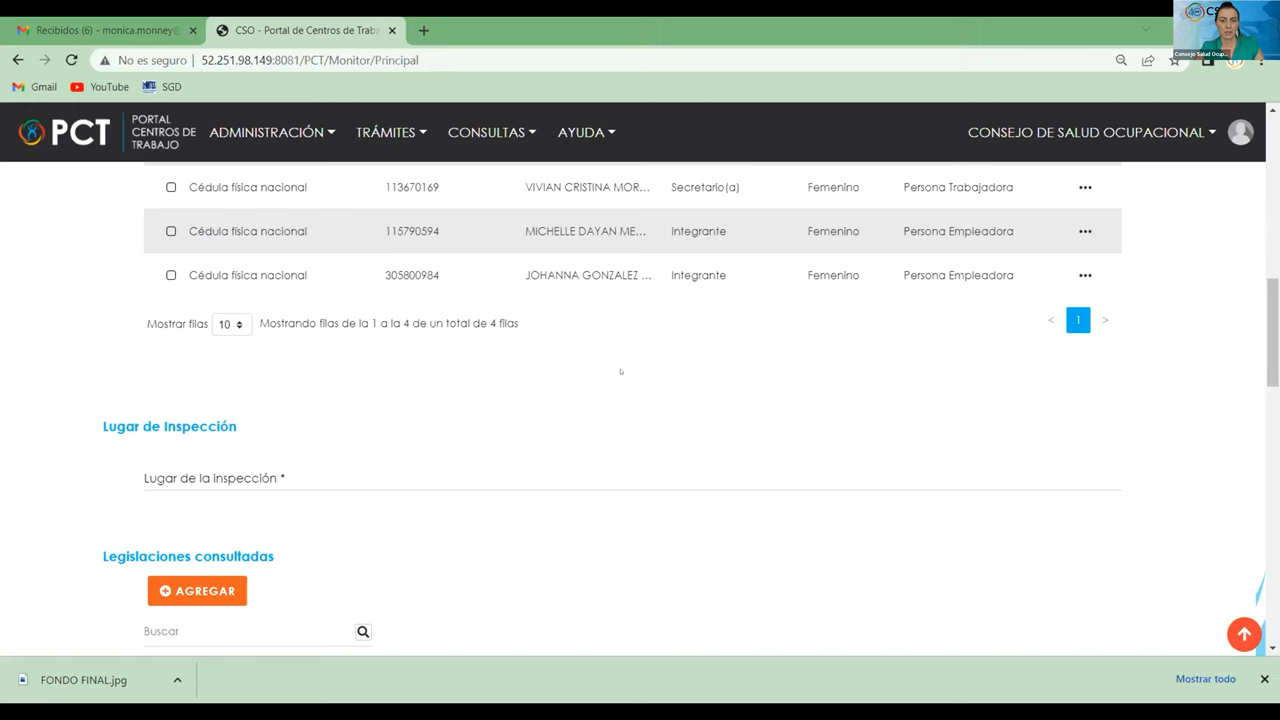 Recibidos (6) - monica.monney@
CSO - Portal de Centros de Traba
No es seguro
52.251.98.149:8081/PCT/Monitor/Principal
Gmail
YouTube
SGD
Consejo Salud Ocup...
PCT
PORTAL
CENTROS DE
TRABAJO
ADMINISTRACIÓN
TRÁMITES
CONSULTAS
AYUDA
CONSEJO DE SALUD OCUPACIONAL
Cédula física nacional 113670169 VIVIAN CRISTINA MOR... Secretario(a) Femenino Persona Trabajadora •••
Cédula física nacional 115790594 MICHELLE DAYAN ME... Integrante Femenino Persona Empleadora •••
Cédula física nacional 305800984 JOHANNA GONZALEZ ... Integrante Femenino Persona Empleadora •••
Mostrar filas 10 Mostrando filas de la 1 a la 4 de un total de 4 filas < 1 >
Lugar de Inspección
Lugar de la inspección *
Legislaciones consultadas
AGREGAR
Buscar
FONDO FINAL.jpg
Mostrar todo